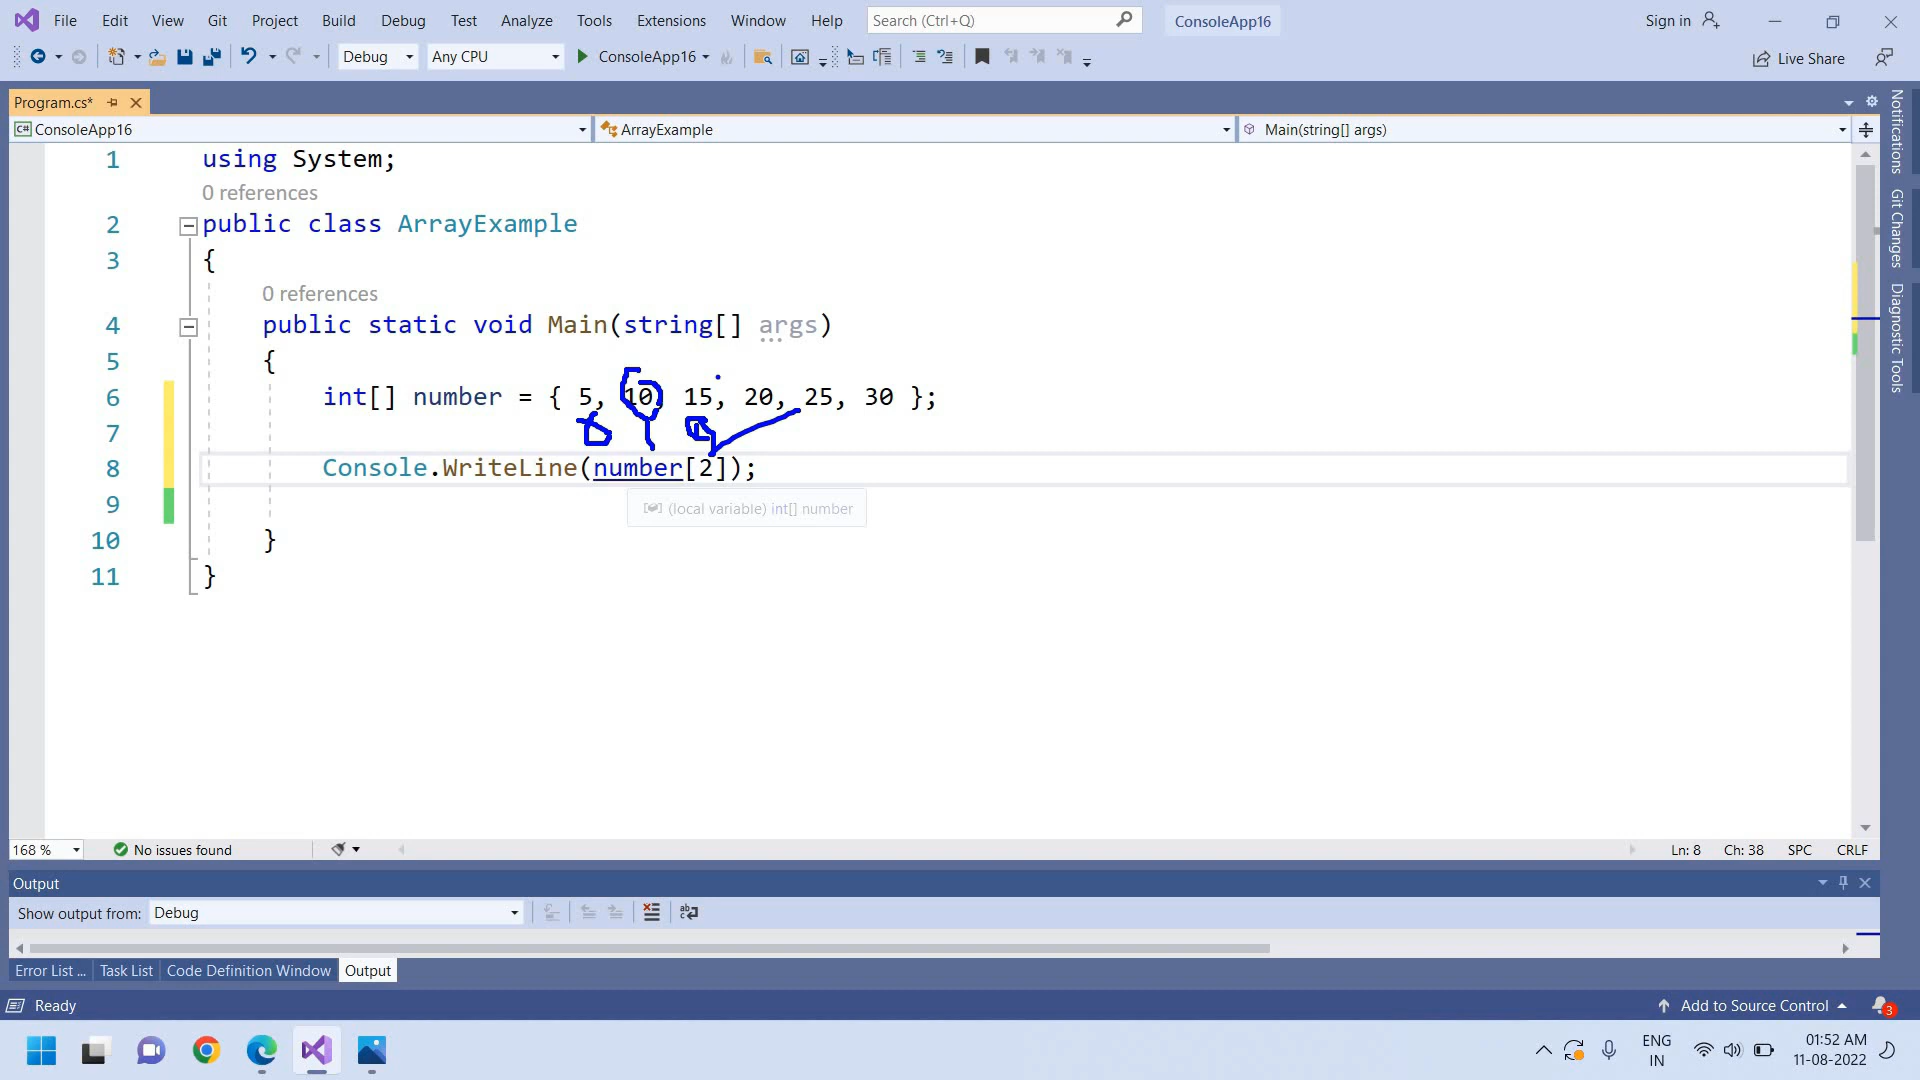 File Edit View Git Project Build Debug Test Analyze Tools Extensions Window Help Search (Ctrl+Q) ConsoleApp16 Sign in
Debug Any CPU ConsoleApp16 Live Share
Program.cs*
C# ConsoleApp16 ArrayExample Main(string[] args)
1 using System;
0 references
2 public class ArrayExample
3 {
0 references
4 public static void Main(string[] args)
5 {
6 int[] number = { 5, 10, 15, 20, 25, 30 };
7
8 Console.WriteLine(number[2]);
(local variable) int[] number
9
10 }
11 }
Notifications
Git Changes
Diagnostic Tools
168 % No issues found Ln: 8 Ch: 38 SPC CRLF
Output
Show output from: Debug
Error List ... Task List Code Definition Window Output
Ready Add to Source Control 3
ENG
IN
01:52 AM
11-08-2022